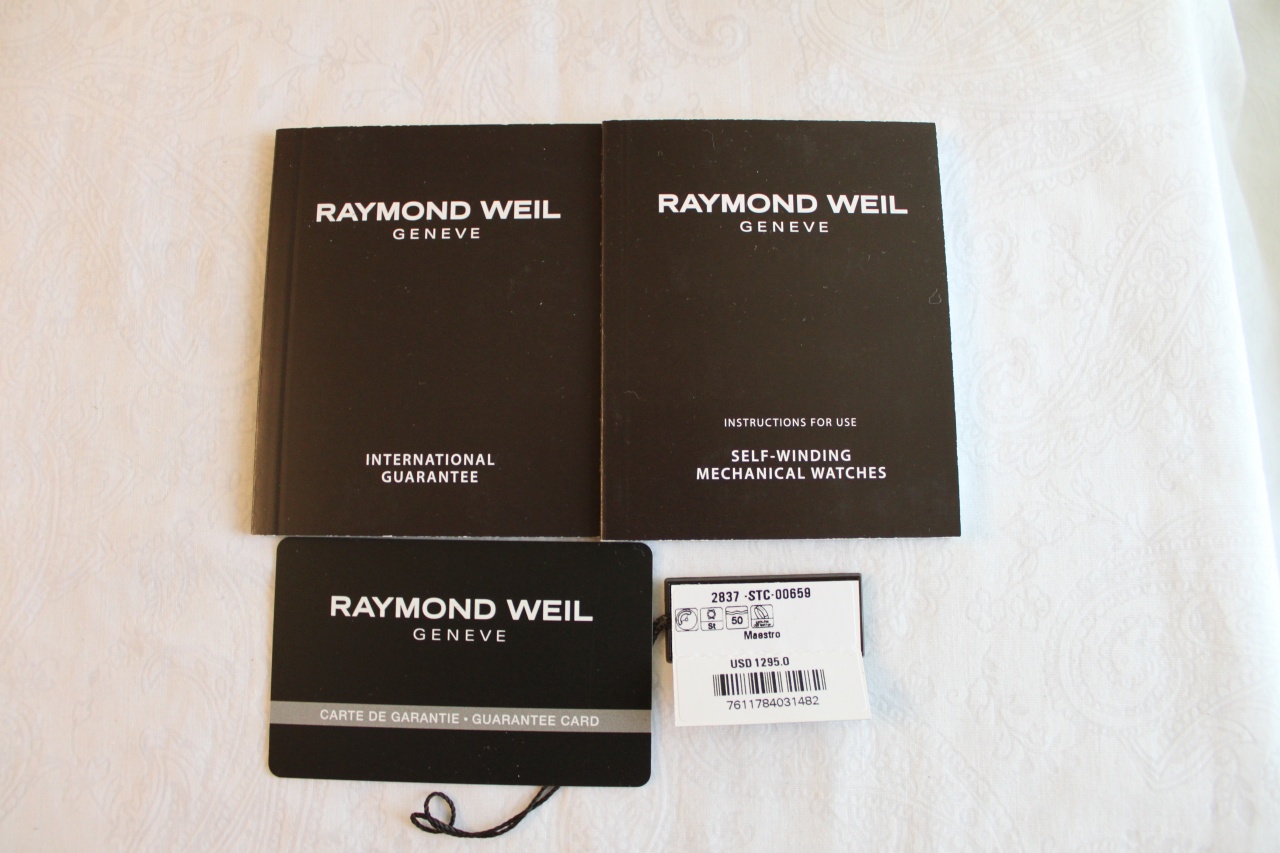 RAYMOND WEIL
GENEVE
INTERNATIONAL
GUARANTEE
RAYMOND WEIL
GENEVE
INSTRUCTIONS FOR USE
SELF-WINDING
MECHANICAL WATCHES
RAYMOND WEIL
GENEVE
CARTE DE GARANTIE • GUARANTEE CARD
2837 -STC-00659
St 50
Maestro
USD 1295.0
7611784031482